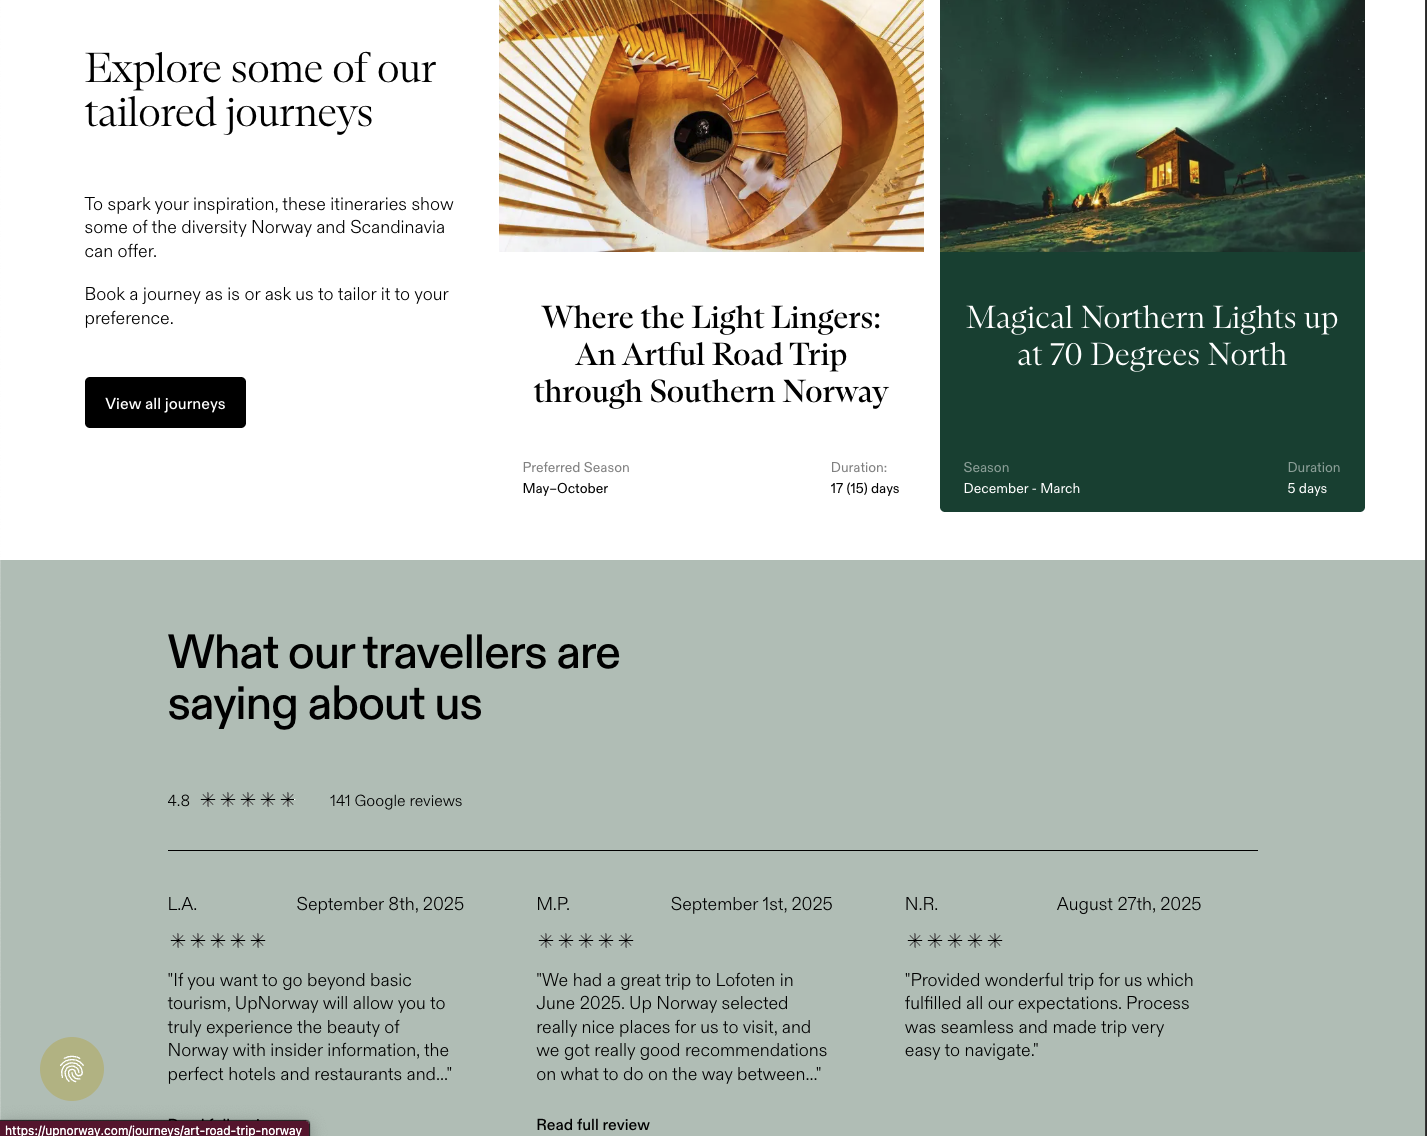 Explore some of our
tailored journeys
To spark your inspiration, these itineraries show
some of the diversity Norway and Scandinavia
can offer.
Book a journey as is or ask us to tailor it to your
preference.
View all journeys
Where the Light Lingers:
An Artful Road Trip
through Southern Norway
Preferred Season
Duration:
May–October
17 (15) days
Magical Northern Lights up
at 70 Degrees North
Season
Duration
December - March
5 days
What our travellers are
saying about us
4.8 141 Google reviews
L.A. September 8th, 2025
"If you want to go beyond basic
tourism, UpNorway will allow you to
truly experience the beauty of
Norway with insider information, the
perfect hotels and restaurants and..."
M.P. September 1st, 2025
"We had a great trip to Lofoten in
June 2025. Up Norway selected
really nice places for us to visit, and
we got really good recommendations
on what to do on the way between..."
Read full review
N.R. August 27th, 2025
"Provided wonderful trip for us which
fulfilled all our expectations. Process
was seamless and made trip very
easy to navigate."
https://upnorway.com/journeys/art-road-trip-norway